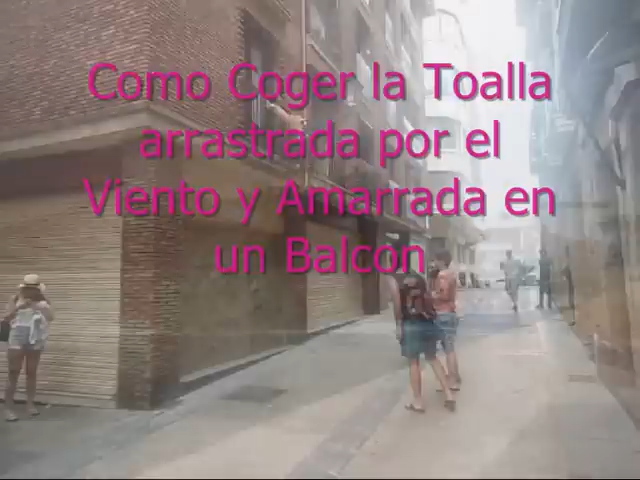 Como Coger la Toalla
arrastrada por el
Viento y Amarrada en
un Balcon